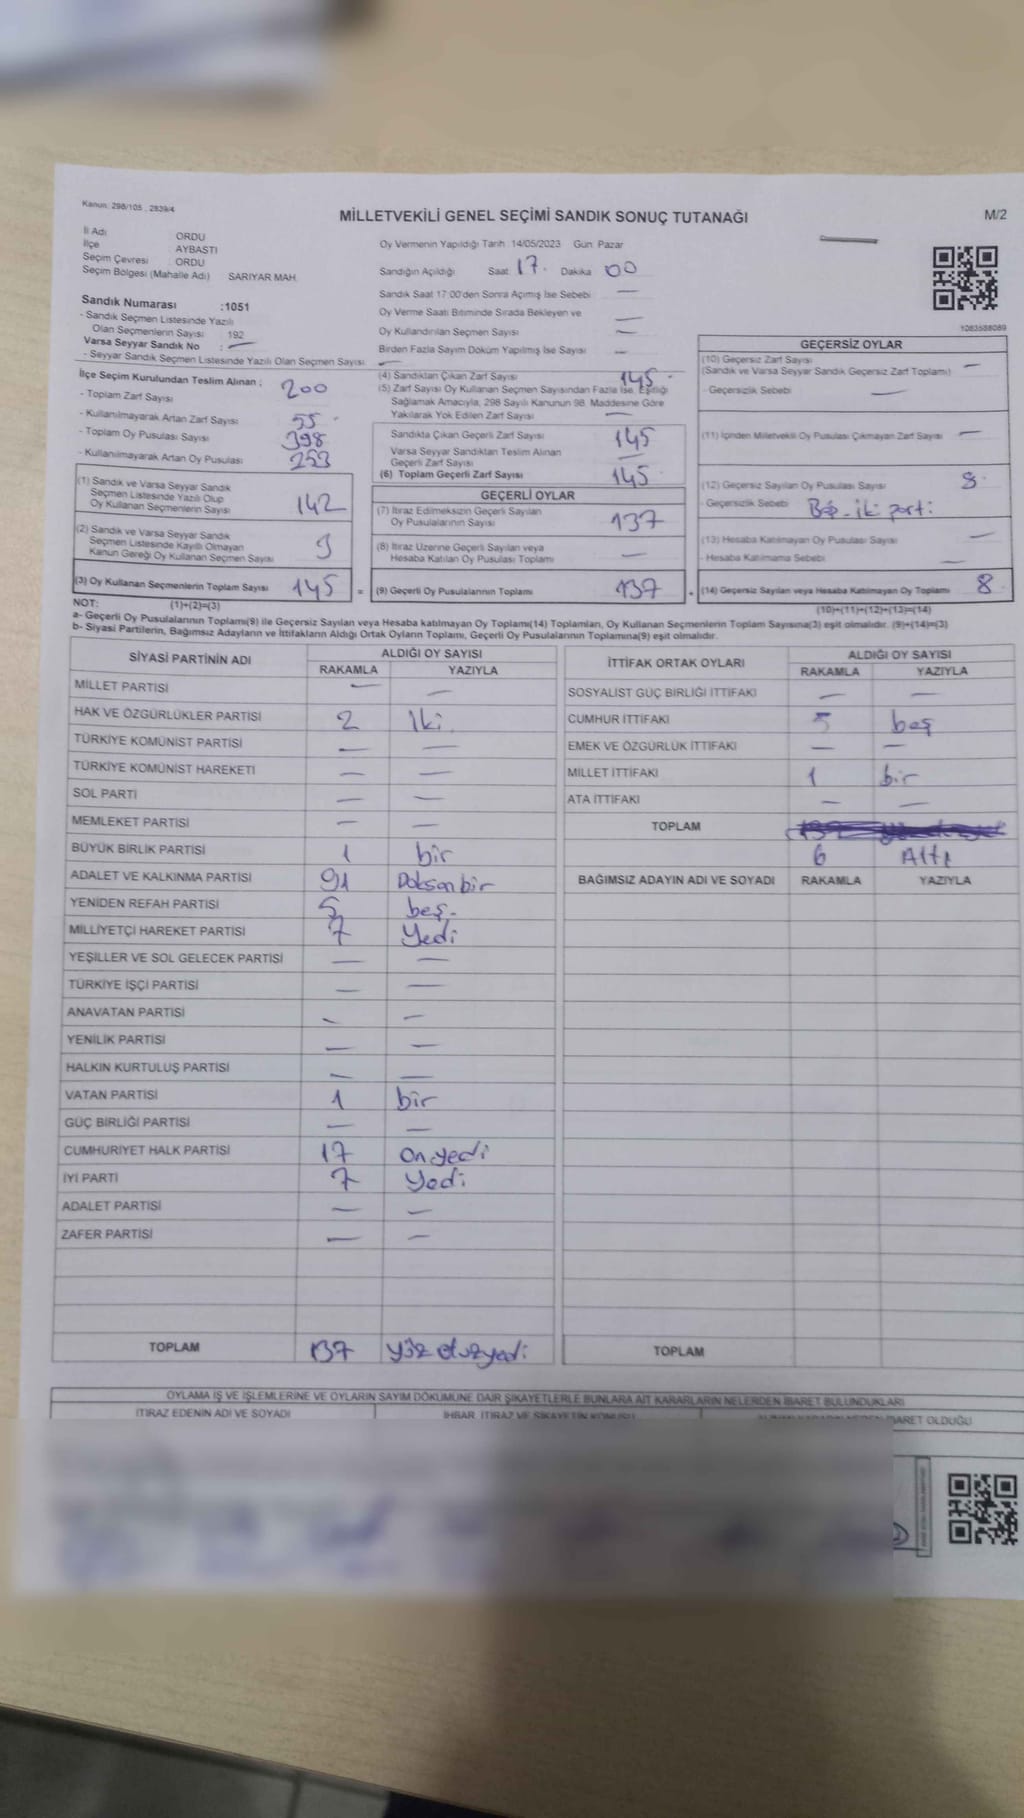 Kanun: 298/105 , 2839/4
MİLLETVEKİLİ GENEL SEÇİMİ SANDIK SONUÇ TUTANAĞI
M/2
İl Adı ORDU
İlçe AYBASTI
Seçim Çevresi : ORDU
Seçim Bölgesi (Mahalle Adı) SARIYAR MAH.
Sandık Numarası :1051
- Sandık Seçmen Listesinde Yazılı
Olan Seçmenlerin Sayısı 192
Varsa Seyyar Sandık No : —
- Seyyar Sandık Seçmen Listesinde Yazılı Olan Seçmen Sayısı —
Oy Vermenin Yapıldığı Tarih 14/05/2023 Gün Pazar
Sandığın Açıldığı Saat 17. Dakika 00
Sandık Saat 17:00'den Sonra Açımış İse Sebebi —
Oy Verme Saati Bitiminde Sırada Bekleyen ve —
Oy Kullandırılan Seçmen Sayısı —
Birden Fazla Sayım Döküm Yapılmış İse Sayısı —
1083588089
İlçe Seçim Kurulundan Teslim Alınan ;
- Toplam Zarf Sayısı 200
- Kullanılmayarak Artan Zarf Sayısı 55
- Toplam Oy Pusulası Sayısı 398
- Kullanılmayarak Artan Oy Pusulası 253
(1) Sandık ve Varsa Seyyar Sandık
Seçmen Listesinde Yazılı Olup
Oy Kullanan Seçmenlerin Sayısı 142
(2) Sandık ve Varsa Seyyar Sandık
Seçmen Listesinde Kayıtlı Olmayan
Kanun Gereği Oy Kullanan Seçmen Sayısı 3
(3) Oy Kullanan Seçmenlerin Toplam Sayısı 145 =
(4) Sandıktan Çıkan Zarf Sayısı 145
(5) Zarf Sayısı Oy Kullanan Seçmen Sayısından Fazla İse, Eşitliği
Sağlamak Amacıyla, 298 Sayılı Kanunun 98. Maddesine Göre
Yakılarak Yok Edilen Zarf Sayısı —
Sandıkta Çıkan Geçerli Zarf Sayısı 145
Varsa Seyyar Sandıktan Teslim Alınan
Geçerli Zarf Sayısı —
(6) Toplam Geçerli Zarf Sayısı 145
GEÇERLİ OYLAR
(7) İtiraz Edimeksizin Geçerli Sayılan
Oy Pusulalarının Sayısı 137
(8) İtiraz Üzerine Geçerli Sayılan veya
Hesaba Katılan Oy Pusulası Toplamı —
(9) Geçerli Oy Pusulalarının Toplamı 137 +
GEÇERSİZ OYLAR
(10) Geçersiz Zarf Sayısı
(Sandık ve Varsa Seyyar Sandık Geçersiz Zarf Toplamı) —
- Geçersizlik Sebebi —
(11) İçinden Milletvekili Oy Pusulası Çıkmayan Zarf Sayısı —
(12) Geçersiz Sayılan Oy Pusulası Sayısı 8
- Geçersizlik Sebebi iki parti
(13) Hesaba Katılmayan Oy Pusulası Sayısı —
- Hesaba Katılmama Sebebi —
(14) Geçersiz Sayılan veya Hesaba Katılmayan Oy Toplamı 8
NOT: (1)+(2)=(3)
(10)+(11)+(12)+(13)=(14)
a- Geçerli Oy Pusulalarının Toplamı(9) ile Geçersiz Sayılan veya Hesaba katılmayan Oy Toplamı(14) Toplamları, Oy Kullanan Seçmenlerin Toplam Sayısına(3) eşit olmalıdır. (9)+(14)=(3)
b- Siyasi Partilerin, Bağımsız Adayların ve İttifakların Aldığı Ortak Oyların Toplamı, Geçerli Oy Pusulalarının Toplamına(9) eşit olmalıdır.
SİYASİ PARTİNİN ADI ALDIĞI OY SAYISI
RAKAMLA YAZIYLA
MİLLET PARTİSİ — —
HAK VE ÖZGÜRLÜKLER PARTİSİ 2 İki
TÜRKİYE KOMÜNİST PARTİSİ — —
TÜRKİYE KOMÜNİST HAREKETİ — —
SOL PARTİ — —
MEMLEKET PARTİSİ — —
BÜYÜK BİRLİK PARTİSİ 1 bir
ADALET VE KALKINMA PARTİSİ 91 Doksan bir
YENİDEN REFAH PARTİSİ 5 beş
MİLLİYETÇİ HAREKET PARTİSİ 7 Yedi
YEŞİLLER VE SOL GELECEK PARTİSİ — —
TÜRKİYE İŞÇİ PARTİSİ — —
ANAVATAN PARTİSİ — —
YENİLİK PARTİSİ — —
HALKIN KURTULUŞ PARTİSİ — —
VATAN PARTİSİ 1 bir
GÜÇ BİRLİĞİ PARTİSİ — —
CUMHURİYET HALK PARTİSİ 17 On yedi
İYİ PARTİ 7 Yedi
ADALET PARTİSİ — —
ZAFER PARTİSİ — —
TOPLAM 137 yüz otuz yedi
İTTİFAK ORTAK OYLARI ALDIĞI OY SAYISI
RAKAMLA YAZIYLA
SOSYALİST GÜÇ BİRLİĞİ İTTİFAKI — —
CUMHUR İTTİFAKI 5 beş
EMEK VE ÖZGÜRLÜK İTTİFAKI — —
MİLLET İTTİFAKI 1 bir
ATA İTTİFAKI — —
TOPLAM
6 Altı
BAĞIMSIZ ADAYIN ADI VE SOYADI RAKAMLA YAZIYLA
TOPLAM
OYLAMA İŞ VE İŞLEMLERİNE VE OYLARIN SAYIM DÖKÜMÜNE DAİR ŞİKAYETLERLE BUNLARA AİT KARARLARIN NELERDEN İBARET BULUNDUKLARI
İTİRAZ EDENİN ADI VE SOYADI İHBAR, İTİRAZ VE ŞİKAYETİN KONUSU İBARET OLDUĞU